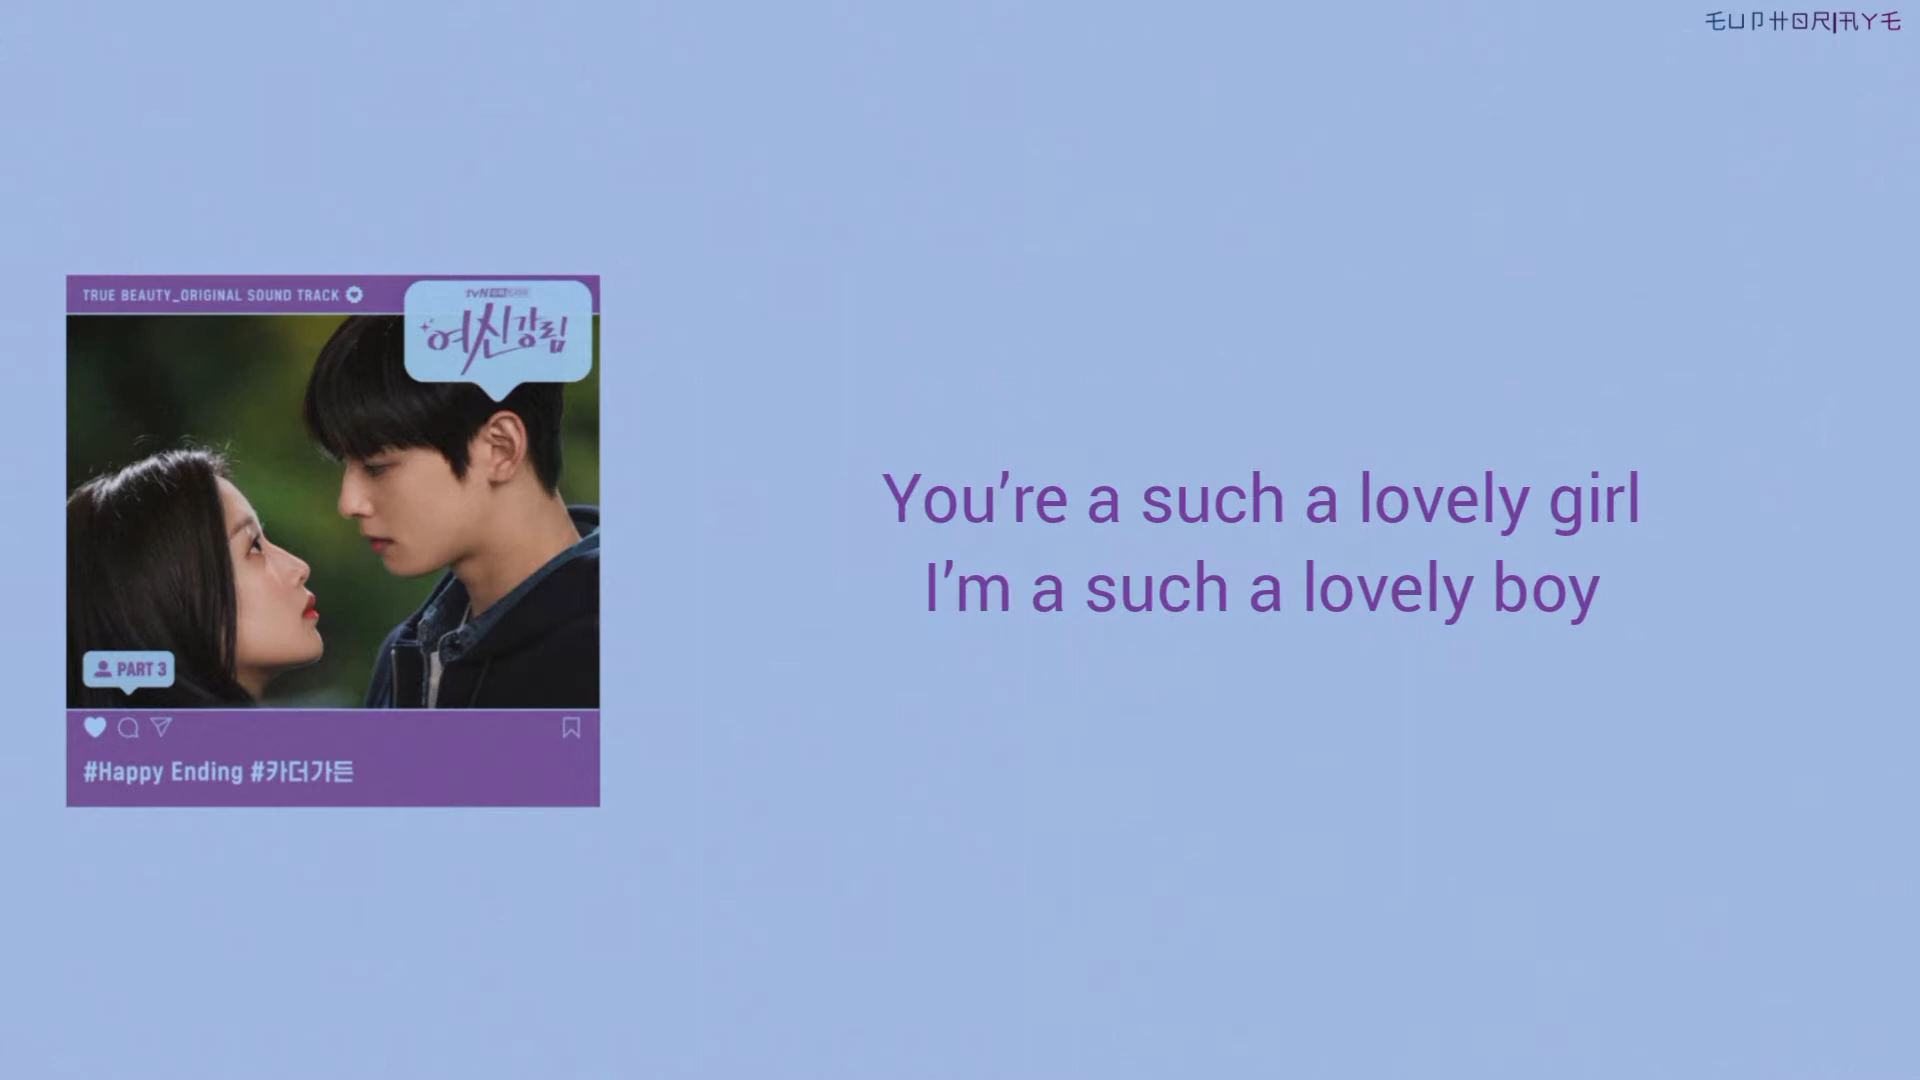 TRUE BEAUTY_ORIGINAL SOUND TRACK
tvN
여신강림
PART 3
#Happy Ending #카더가든
You’re a such a lovely girl
I’m a such a lovely boy